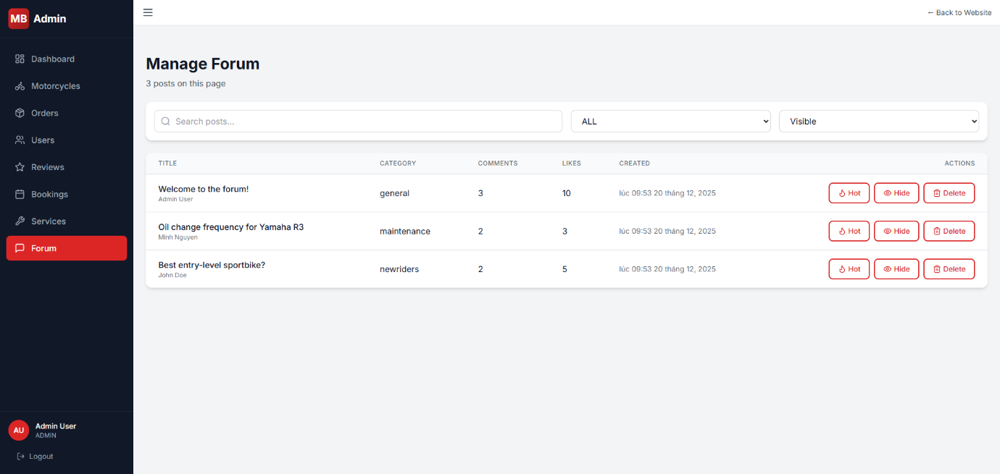 MB Admin
← Back to Website
Dashboard
Motorcycles
Orders
Users
Reviews
Bookings
Services
Forum
Admin User
AU
ADMIN
Logout
Manage Forum
3 posts on this page
Search posts...
ALL
Visible
TITLE CATEGORY COMMENTS LIKES CREATED ACTIONS
Welcome to the forum!
Admin User
general 3 10 lúc 09:53 20 tháng 12, 2025 Hot Hide Delete
Oil change frequency for Yamaha R3
Minh Nguyen
maintenance 2 3 lúc 09:53 20 tháng 12, 2025 Hot Hide Delete
Best entry-level sportbike?
John Doe
newriders 2 5 lúc 09:53 20 tháng 12, 2025 Hot Hide Delete